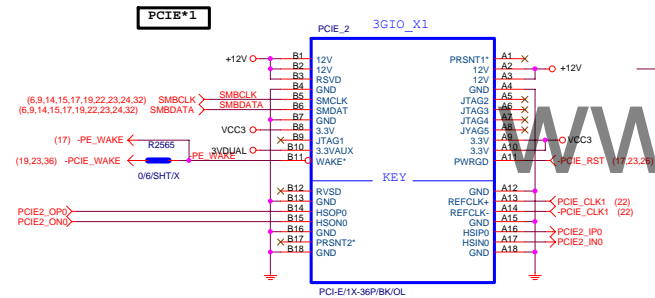 PCIE*1
PCIE_2 3GIO_X1
+12V B1 12V PRSNT1* A1
B2 12V 12V A2 +12V
B3 RSVD 12V A3
B4 GND GND A4
(6,9,14,15,17,19,22,23,24,32) SMBCLK SMBCLK B5 SMCLK JTAG2 A5
(6,9,14,15,17,19,22,23,24,32) SMBDATA SMBDATA B6 SMDAT JTAG3 A6
B7 GND JTAG4 A7
VCC3 B8 3.3V JYAG5 A8
(17) -PE_WAKE R2565 B9 JTAG1 3.3V A9 VCC3
3VDUAL B10 3.3VAUX 3.3V A10
(19,23,36) -PCIE_WAKE -PE_WAKE B11 WAKE* PWRGD A11 -PCIE_RST (17,23,25)
0/6/SHT/X
KEY
B12 RVSD GND A12
B13 GND REFCLK+ A13 PCIE_CLK1 (22)
PCIE2_OP0 B14 HSOP0 REFCLK- A14 -PCIE_CLK1 (22)
PCIE2_ON0 B15 HSON0 GND A15
B16 GND HSIP0 A16 PCIE2_IP0
B17 PRSNT2* HSIN0 A17 PCIE2_IN0
B18 GND GND A18
PCI-E/1X-36P/BK/OL